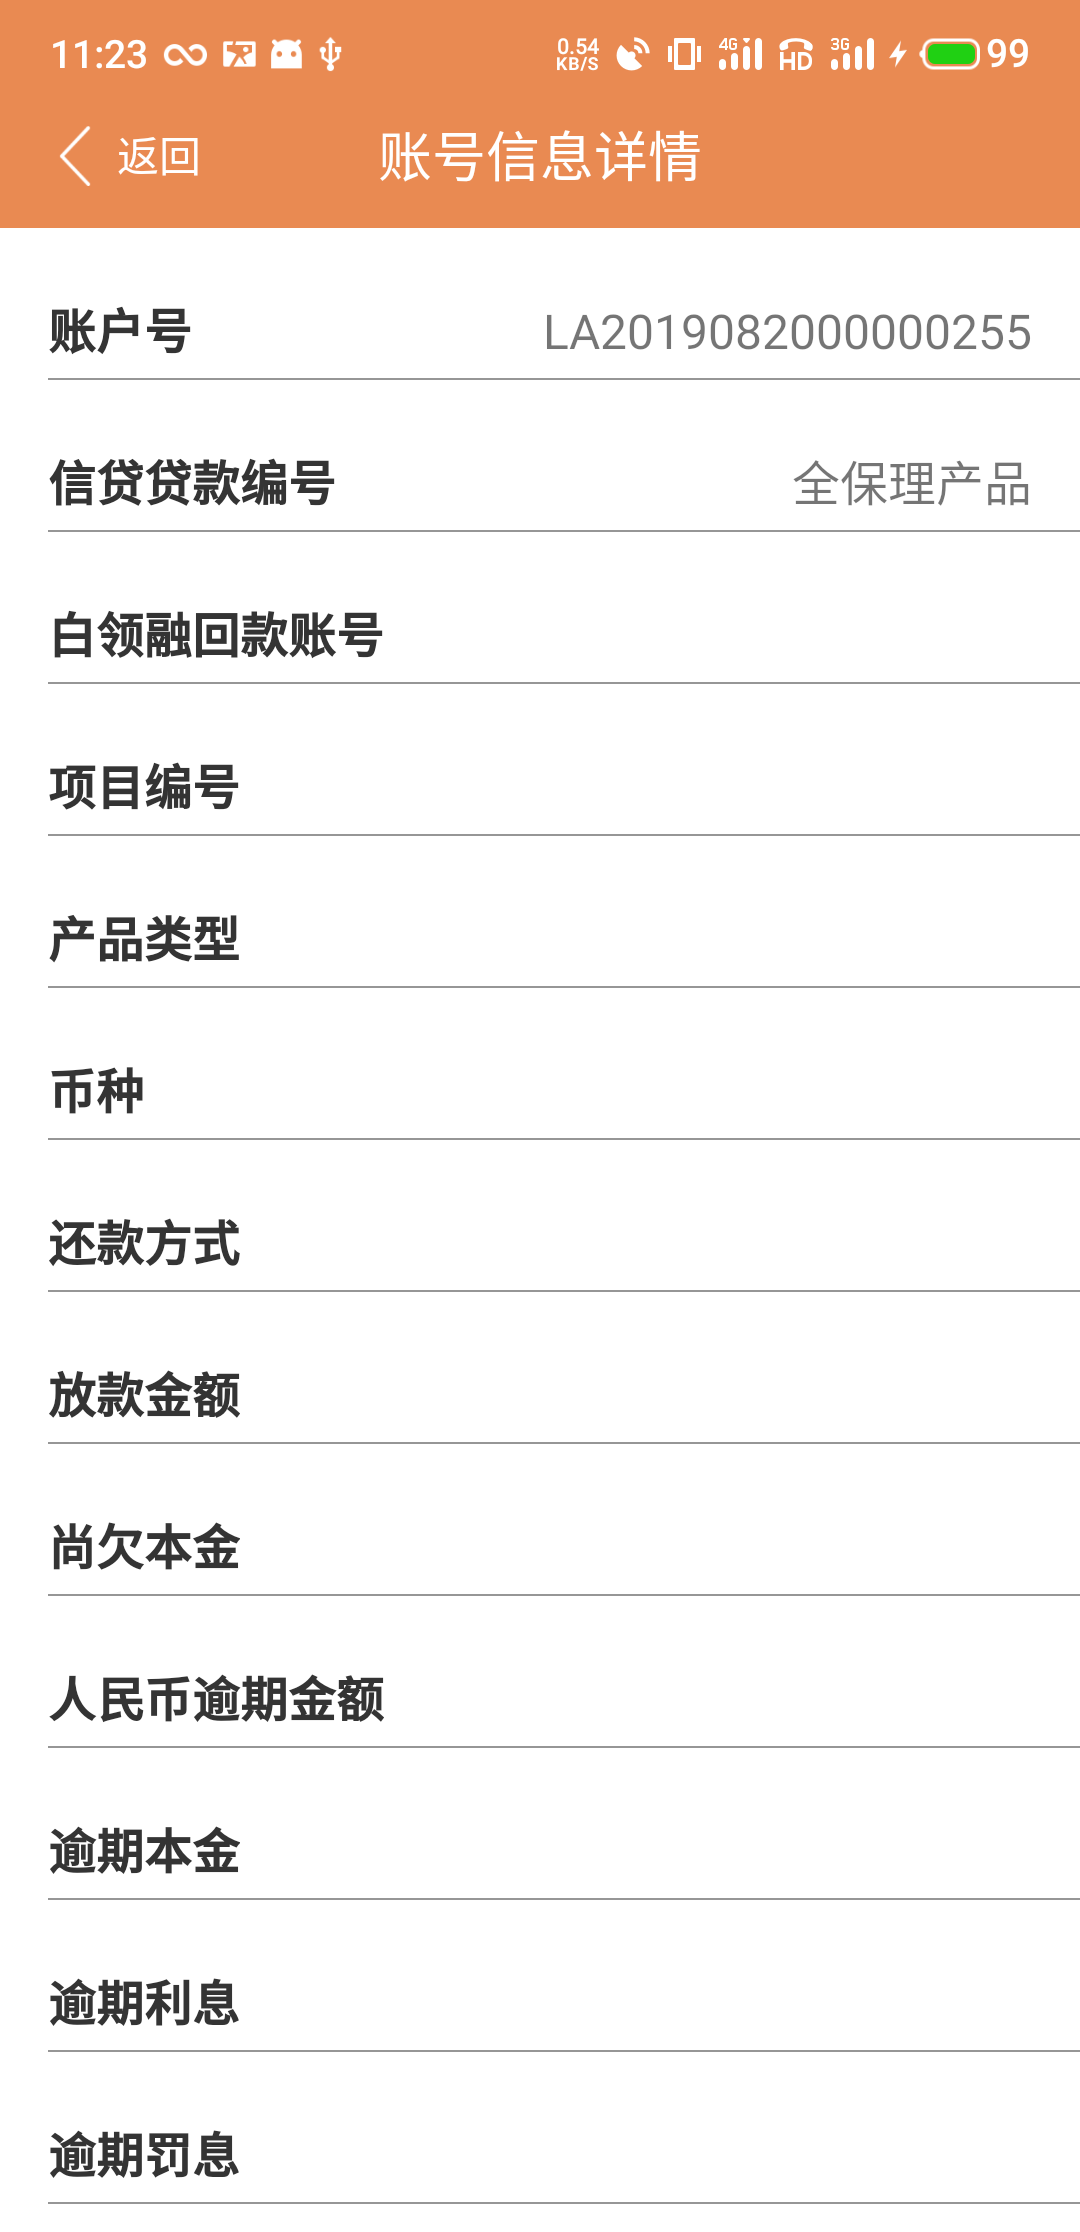 11:23 0.54 KB/S 4G HD 3G 99
返回 账号信息详情
账户号 LA2019082000000255
信贷贷款编号 全保理产品
白领融回款账号
项目编号
产品类型
币种
还款方式
放款金额
尚欠本金
人民币逾期金额
逾期本金
逾期利息
逾期罚息